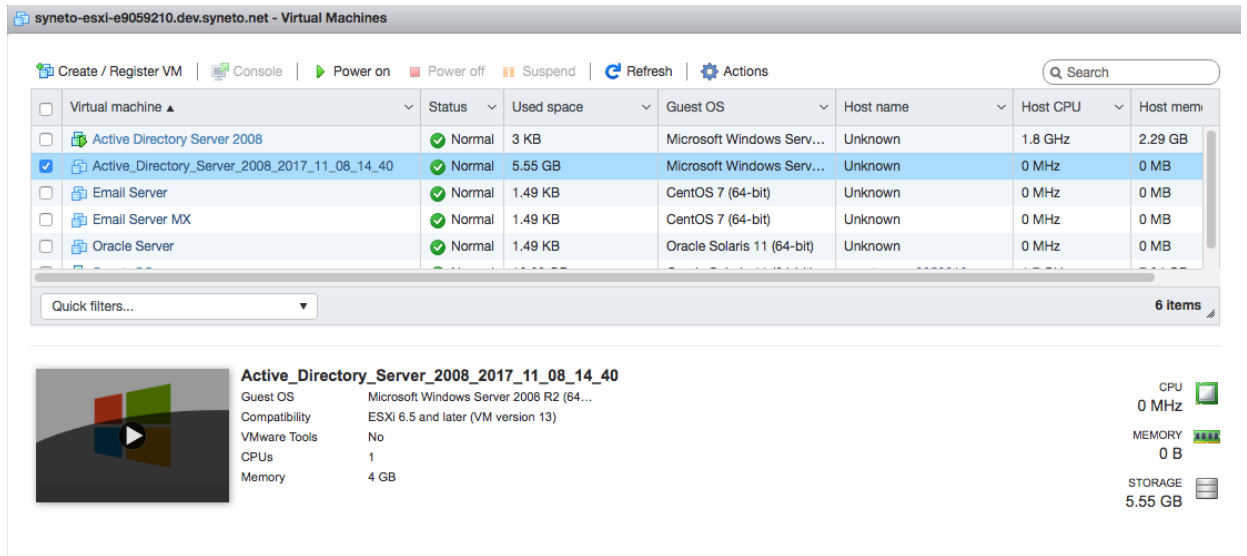 syneto-esxi-e9059210.dev.syneto.net - Virtual Machines
Create / Register VM | Console | Power on Power off Suspend | Refresh | Actions Search
Virtual machine Status Used space Guest OS Host name Host CPU Host mem
Active Directory Server 2008 Normal 3 KB Microsoft Windows Serv... Unknown 1.8 GHz 2.29 GB
Active_Directory_Server_2008_2017_11_08_14_40 Normal 5.55 GB Microsoft Windows Serv... Unknown 0 MHz 0 MB
Email Server Normal 1.49 KB CentOS 7 (64-bit) Unknown 0 MHz 0 MB
Email Server MX Normal 1.49 KB CentOS 7 (64-bit) Unknown 0 MHz 0 MB
Oracle Server Normal 1.49 KB Oracle Solaris 11 (64-bit) Unknown 0 MHz 0 MB
Quick filters... 6 items
Active_Directory_Server_2008_2017_11_08_14_40
Guest OS Microsoft Windows Server 2008 R2 (64...
Compatibility ESXi 6.5 and later (VM version 13)
VMware Tools No
CPUs 1
Memory 4 GB
CPU
0 MHz
MEMORY
0 B
STORAGE
5.55 GB